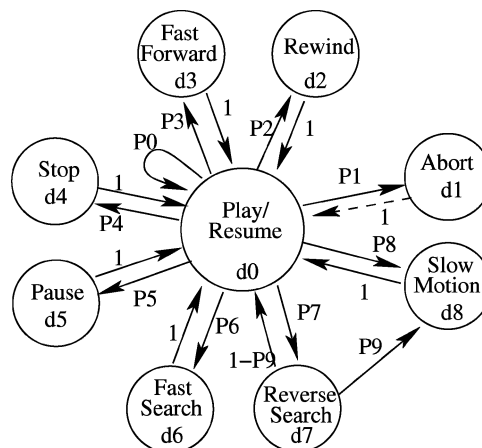 Fast
Forward
d3
Rewind
d2
1
P3
P2
1
P0
Stop
d4
1
P4
Play/
Resume
d0
P1
Abort
d1
1
P8
Slow
Motion
d8
1
Pause
d5
1
P5
P6
1
Fast
Search
d6
P7
1-P9
Reverse
Search
d7
P9